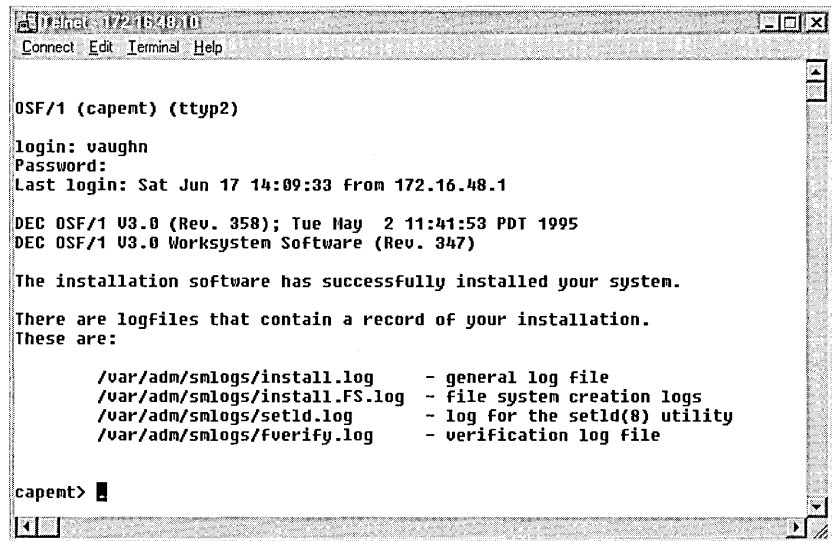 Telnet - 172.16.48.10
Connect Edit Terminal Help
OSF/1 (capemt) (ttyp2)
login: vaughn
Password:
Last login: Sat Jun 17 14:09:33 from 172.16.48.1
DEC OSF/1 V3.0 (Rev. 358); Tue May  2 11:41:53 PDT 1995
DEC OSF/1 V3.0 Worksystem Software (Rev. 347)
The installation software has successfully installed your system.
There are logfiles that contain a record of your installation.
These are:
/var/adm/smlogs/install.log - general log file
/var/adm/smlogs/install.FS.log - file system creation logs
/var/adm/smlogs/setld.log - log for the setld(8) utility
/var/adm/smlogs/fverify.log - verification log file
capemt>